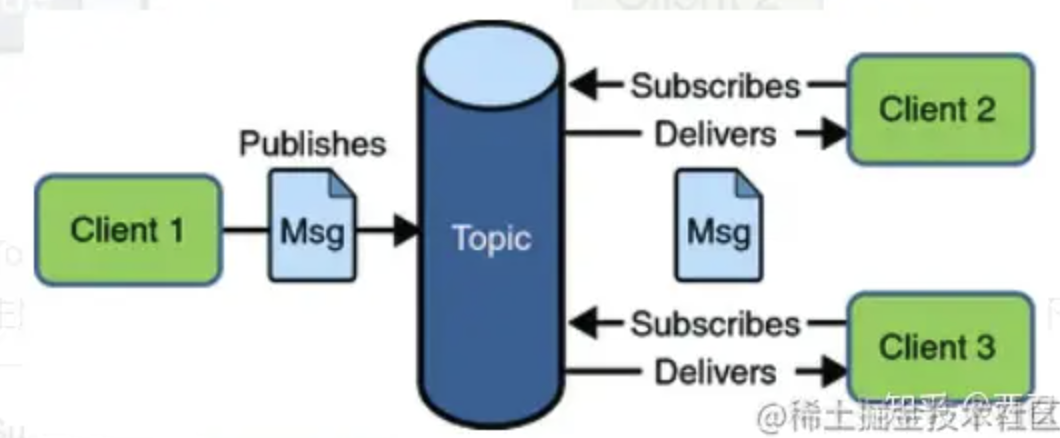 Publishes
Client 1
Msg
Topic
Subscribes
Client 2
Delivers
Msg
Subscribes
Client 3
Delivers
@稀土掘金技术社区